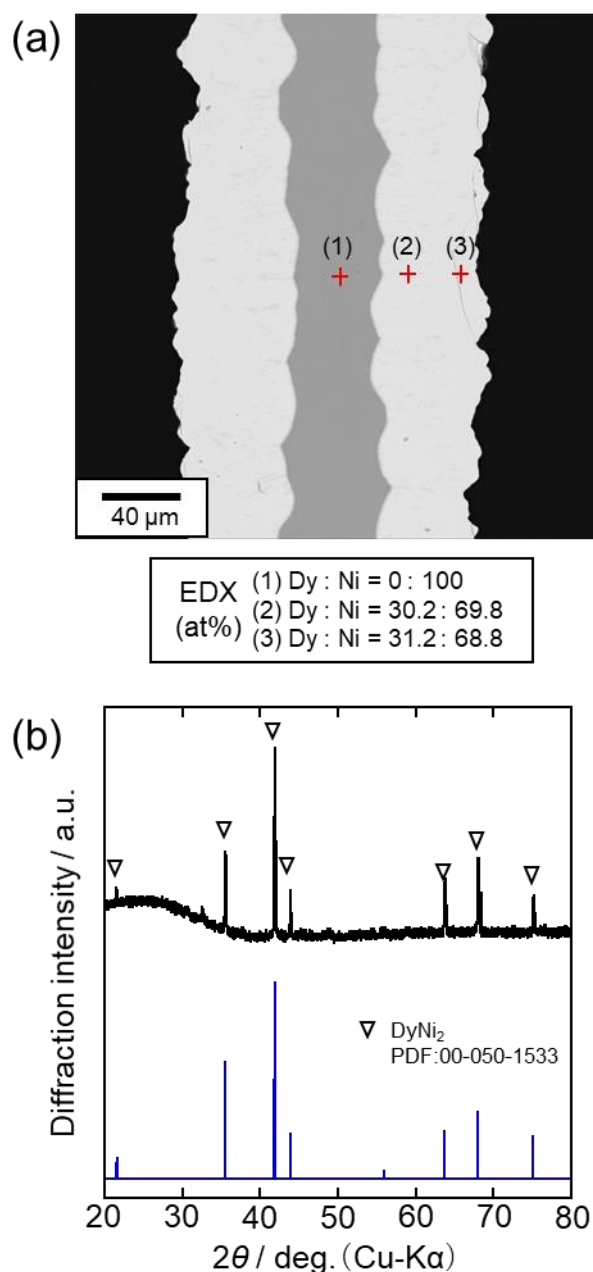 (a)
(1) (2) (3)
40 μm
EDX
(at%)
(1) Dy : Ni = 0 : 100
(2) Dy : Ni = 30.2 : 69.8
(3) Dy : Ni = 31.2 : 68.8
(b)
Diffraction intensity / a.u.
DyNi₂
PDF:00-050-1533
20 30 40 50 60 70 80
2θ / deg. (Cu-Kα)